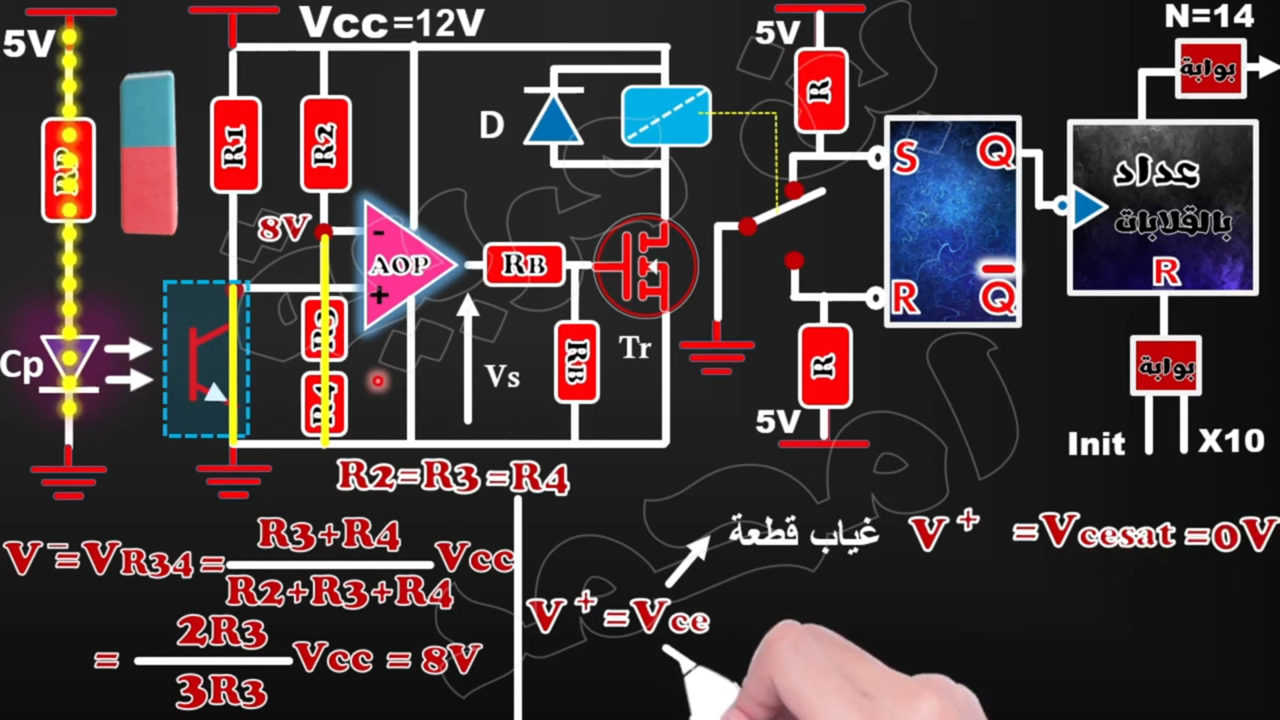 Vcc=12V
N=14
5V
5V
بوابة
RP
R1
R2
D
R
S
Q
عداد
بالقلابات
8V
-
AOP
+
RB
R
R
Q
R3
Cp
Vs
RB
Tr
R
بوابة
R4
5V
Init
X10
R2=R3=R4
V⁻=VR34=
R3+R4
R2+R3+R4
Vcc
=
2R3
3R3
Vcc = 8V
غياب قطعة
V⁺ =Vcesat =0V
V⁺=Vce